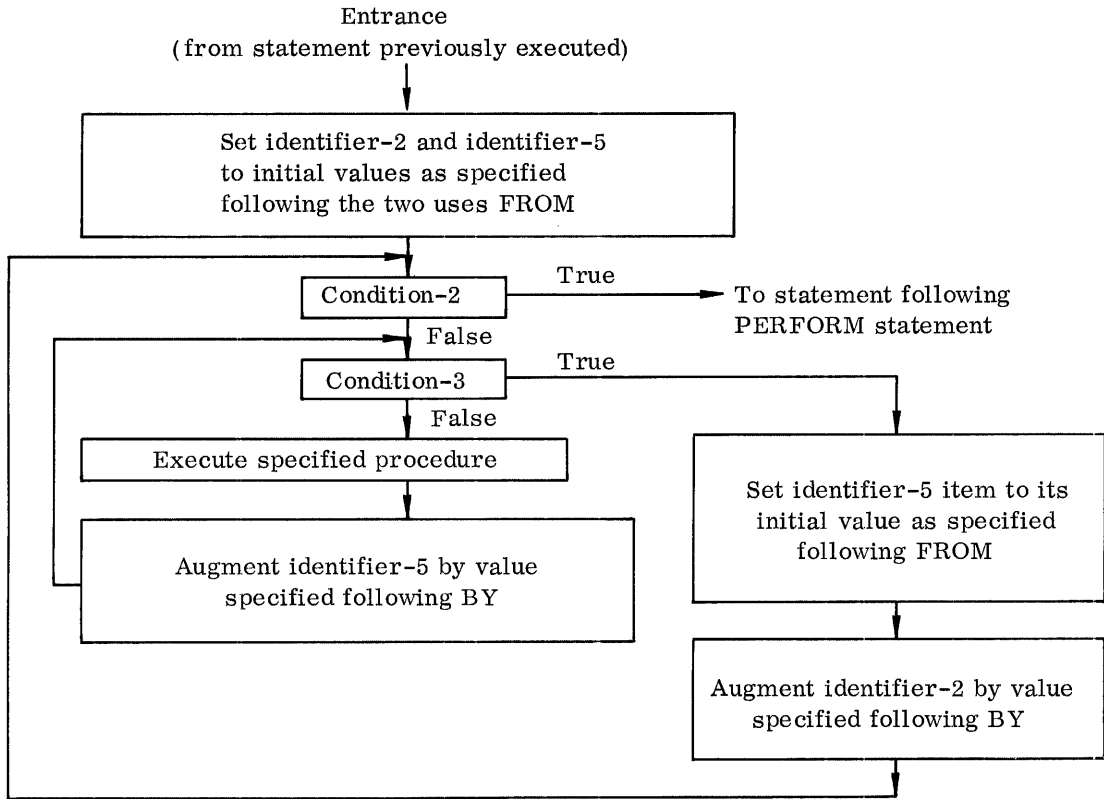 Entrance
(from statement previously executed)
Set identifier-2 and identifier-5
to initial values as specified
following the two uses FROM
Condition-2
True
To statement following
PERFORM statement
False
Condition-3
True
False
Execute specified procedure
Augment identifier-5 by value
specified following BY
Set identifier-5 item to its
initial value as specified
following FROM
Augment identifier-2 by value
specified following BY